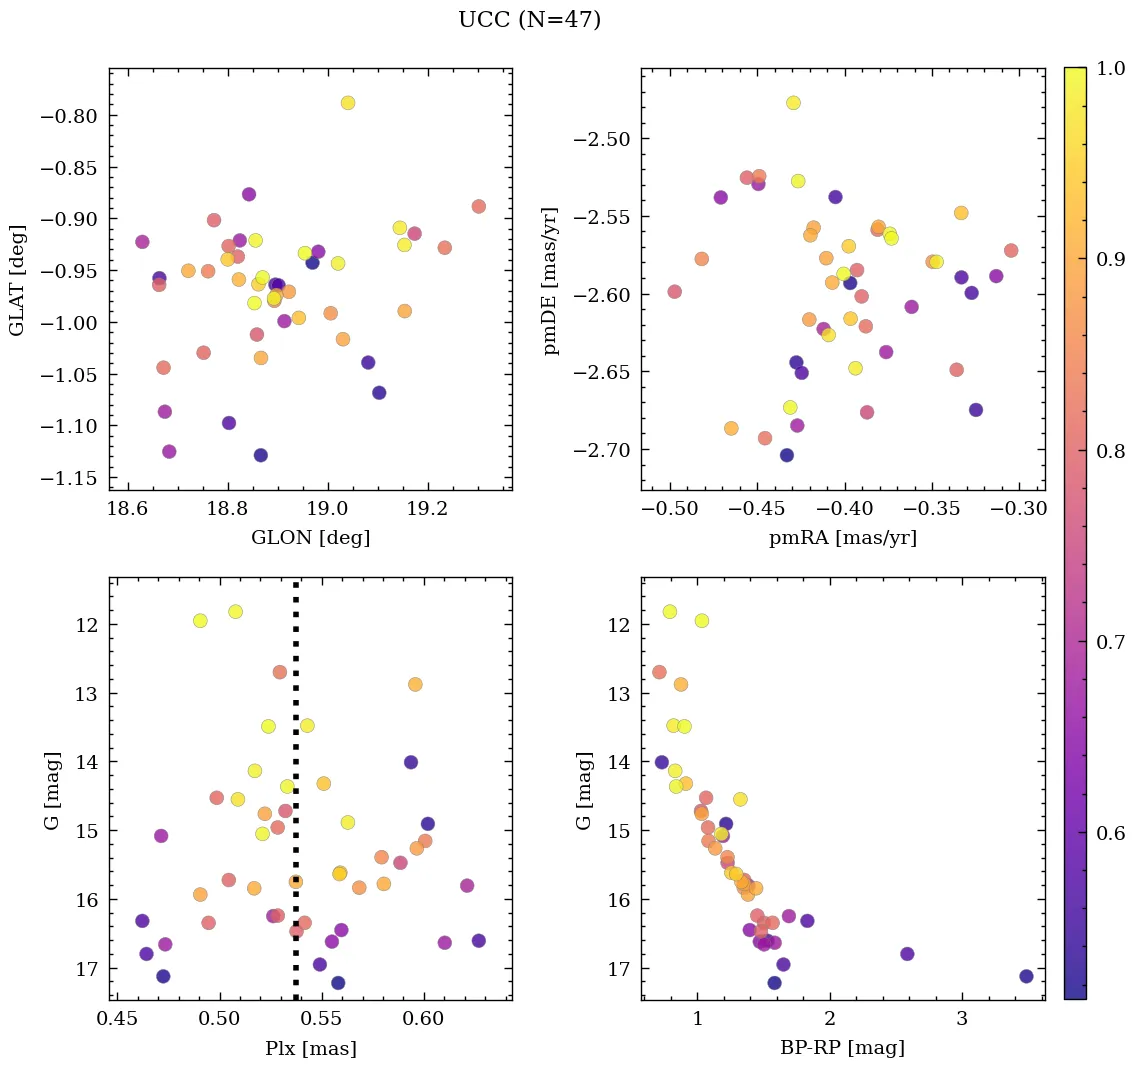 UCC (N=47)
−0.80
−0.85
−0.90
−0.95
−1.00
−1.05
−1.10
−1.15
GLAT [deg]
18.6 18.8 19.0 19.2
GLON [deg]
−2.50
−2.55
−2.60
−2.65
−2.70
pmDE [mas/yr]
−0.50 −0.45 −0.40 −0.35 −0.30
pmRA [mas/yr]
12
13
14
15
16
17
G [mag]
0.45 0.50 0.55 0.60
Plx [mas]
12
13
14
15
16
17
G [mag]
1 2 3
BP-RP [mag]
1.0
0.9
0.8
0.7
0.6